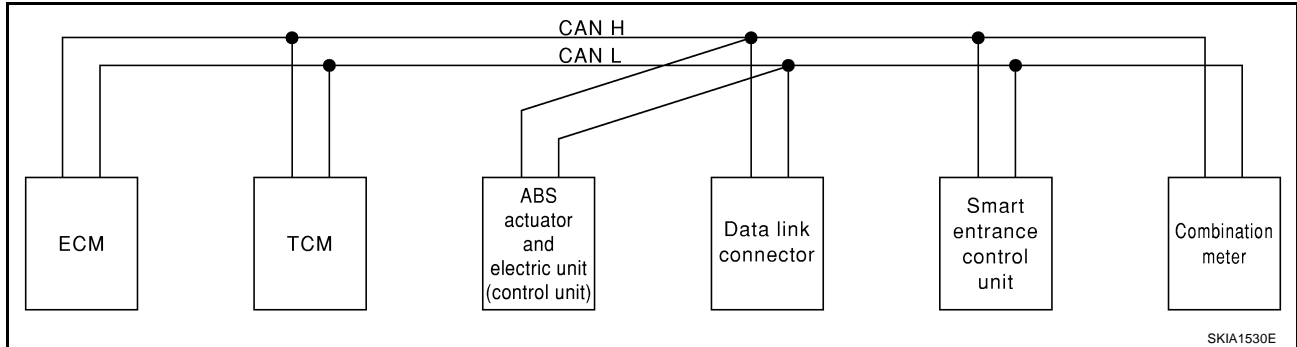 CAN H
CAN L
ECM
TCM
ABS
actuator
and
electric unit
(control unit)
Data link
connector
Smart
entrance
control
unit
Combination
meter
SKIA1530E